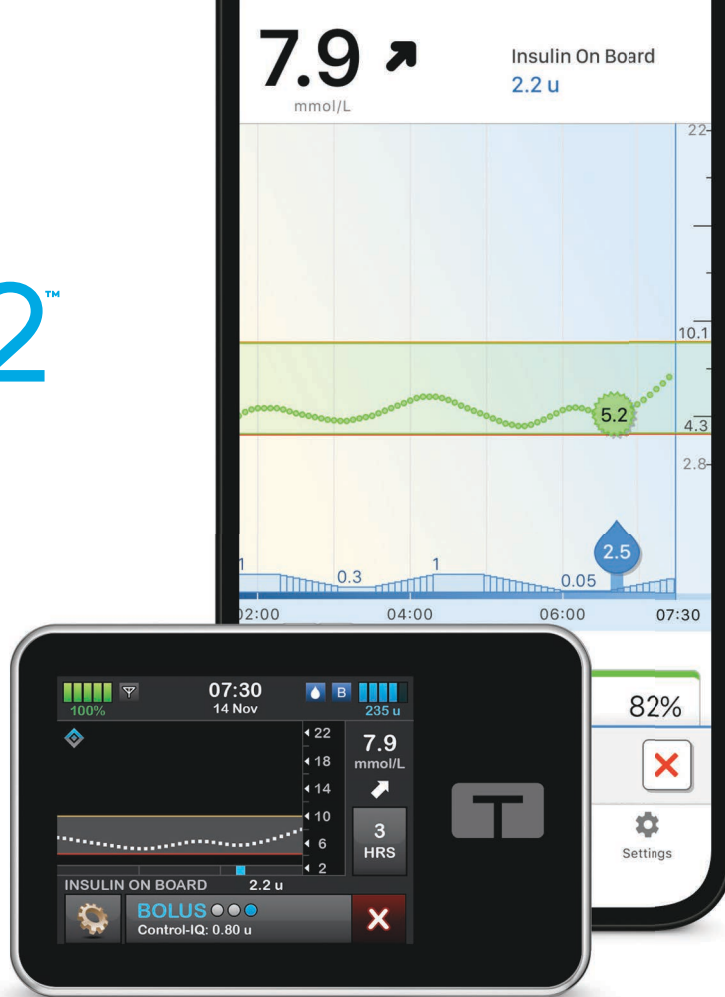 7.9
mmol/L
Insulin On Board
2.2 u
22
2™
10.1
5.2
4.3
2.8
2.5
1
0.3
1
0.05
02:00
04:00
06:00
07:30
82%
Settings
100%
07:30
14 Nov
B
235 u
22
18
14
10
6
2
7.9
mmol/L
3
HRS
INSULIN ON BOARD
2.2 u
BOLUS
Control-IQ: 0.80 u
X
T